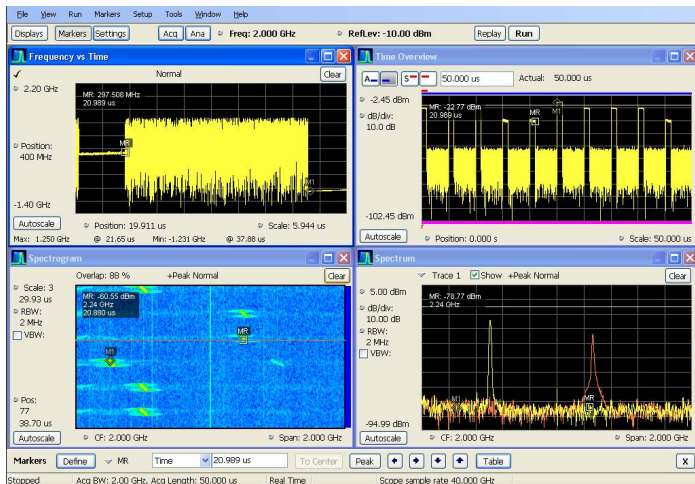 File View Run Markers Setup Tools Window Help
Displays Markers Settings Acq Ana Freq: 2.000 GHz RefLev: -10.00 dBm Replay Run
Frequency vs Time
Normal Clear
2.20 GHz
MR: 297.508 MHz
20.989 us
MR
Position:
400 MHz
M1
-1.40 GHz
Autoscale Position: 19.911 us Scale: 5.944 us
Max: 1.250 GHz @ 21.65 us Min: -1.231 GHz @ 37.88 us
Time Overview
50.000 us Actual: 50.000 us
-2.45 dBm
dB/div:
10.0 dB
MR: -22.77 dBm
20.989 us
MR
M1
-102.45 dBm
Autoscale Position: 0.000 s Scale: 50.000 us
Spectrogram
Overlap: 88 % +Peak Normal Clear
Scale: 3
29.93 us
RBW:
2 MHz
VBW:
MR: -60.55 dBm
2.24 GHz
20.880 us
MR
M1
Pos:
77
38.70 us
Autoscale CF: 2.000 GHz Span: 2.000 GHz
Spectrum
Trace 1 Show +Peak Normal Clear
5.00 dBm
dB/div:
10.00 dB
RBW:
2 MHz
VBW:
MR: -78.77 dBm
2.24 GHz
M1
MR
-94.99 dBm
Autoscale CF: 2.000 GHz Span: 2.000 GHz
Markers Define MR Time 20.989 us To Center Peak Table X
Stopped Acq BW: 2.00 GHz, Acq Length: 50.000 us Real Time Scope sample rate 40.000 GHz